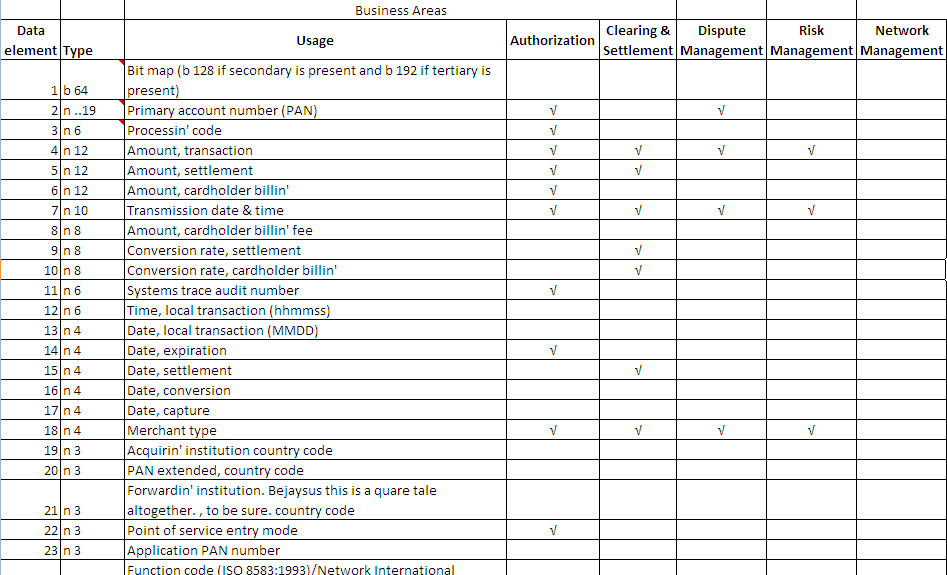 Business Areas
Data element Type Usage Authorization Clearing & Settlement Dispute Management Risk Management Network Management
Bit map (b 128 if secondary is present and b 192 if tertiary is
1 b 64 present)
2 n ..19 Primary account number (PAN) √ √
3 n 6 Processin' code √
4 n 12 Amount, transaction √ √ √ √
5 n 12 Amount, settlement √ √
6 n 12 Amount, cardholder billin' √
7 n 10 Transmission date & time √ √ √ √
8 n 8 Amount, cardholder billin' fee
9 n 8 Conversion rate, settlement √
10 n 8 Conversion rate, cardholder billin' √
11 n 6 Systems trace audit number √
12 n 6 Time, local transaction (hhmmss)
13 n 4 Date, local transaction (MMDD)
14 n 4 Date, expiration √
15 n 4 Date, settlement √
16 n 4 Date, conversion
17 n 4 Date, capture
18 n 4 Merchant type √ √ √ √
19 n 3 Acquirin' institution country code
20 n 3 PAN extended, country code
Forwardin' institution. Bejaysus this is a quare tale
21 n 3 altogether. , to be sure. country code
22 n 3 Point of service entry mode √
23 n 3 Application PAN number
Function code (ISO 8583:1993)/Network International